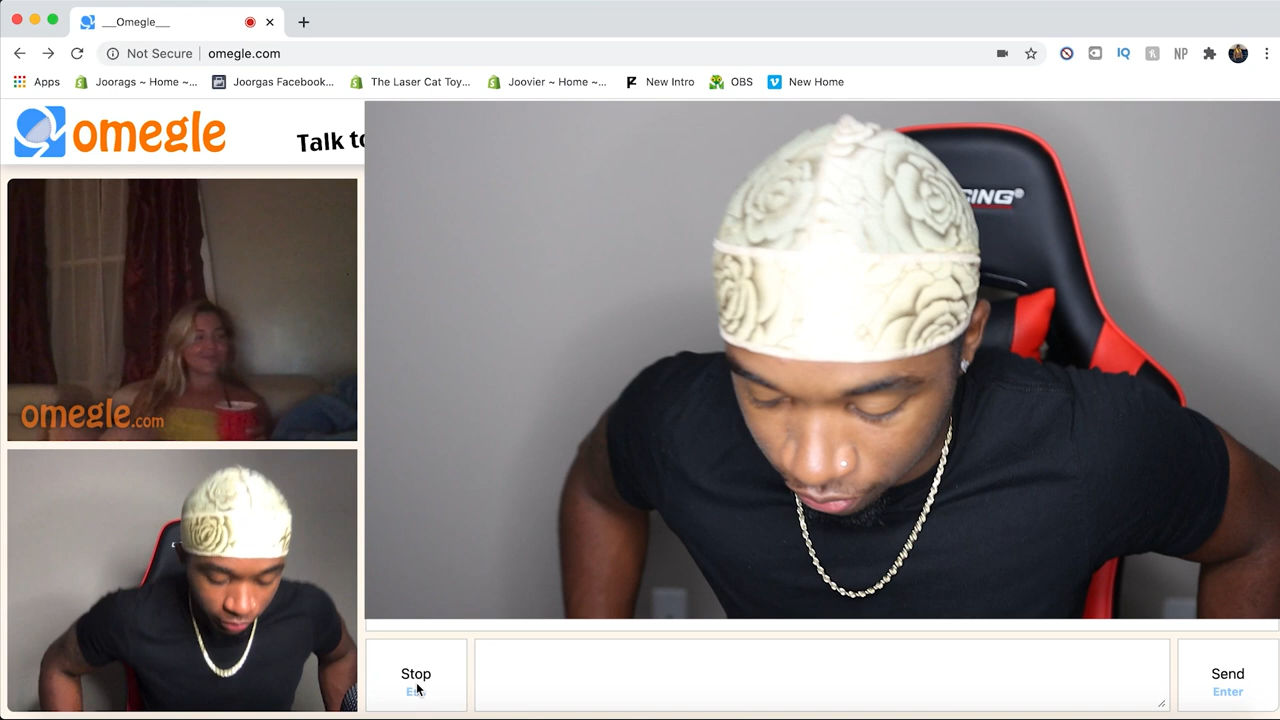 ___Omegle___
Not Secure
omegle.com
Apps
Joorags ~ Home ~...
Joorgas Facebook...
The Laser Cat Toy...
Joovier ~ Home ~...
New Intro
OBS
New Home
IQ
NP
omegle
Talk to
CING®
omegle.com
Stop
Send
Enter